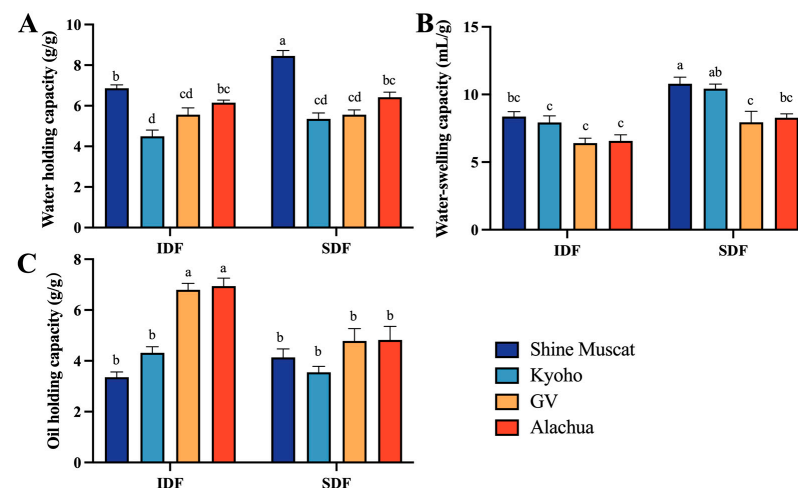 A
Water holding capacity (g/g)
10
8
6
4
2
0
b
d
cd
bc
a
cd
cd
bc
IDF
SDF
B
Water-swelling capacity (mL/g)
15
10
5
0
bc
c
c
c
a
ab
c
bc
IDF
SDF
C
Oil holding capacity (g/g)
8
6
4
2
0
b
b
a
a
b
b
b
b
IDF
SDF
Shine Muscat
Kyoho
GV
Alachua